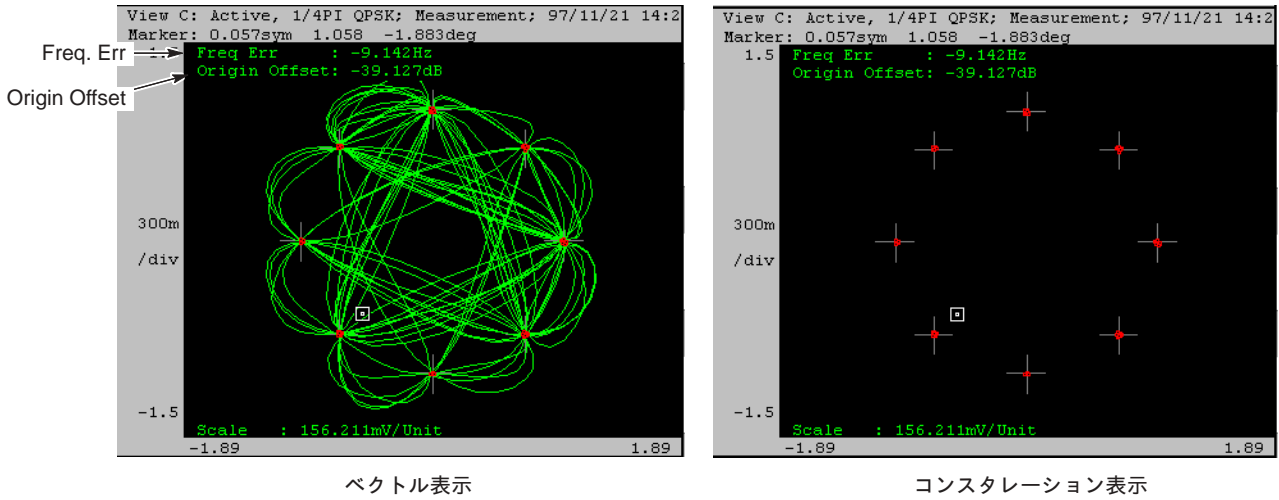 View C: Active, 1/4PI QPSK; Measurement; 97/11/21 14:2
Marker: 0.057sym 1.058 -1.883deg
Freq. Err
Freq Err : -9.142Hz
Origin Offset: -39.127dB
Origin Offset
300m
/div
-1.5
Scale : 156.211mV/Unit
-1.89 1.89
ベクトル表示
View C: Active, 1/4PI QPSK; Measurement; 97/11/21 14:2
Marker: 0.057sym 1.058 -1.883deg
1.5
Freq Err : -9.142Hz
Origin Offset: -39.127dB
300m
/div
-1.5
Scale : 156.211mV/Unit
-1.89 1.89
コンスタレーション表示